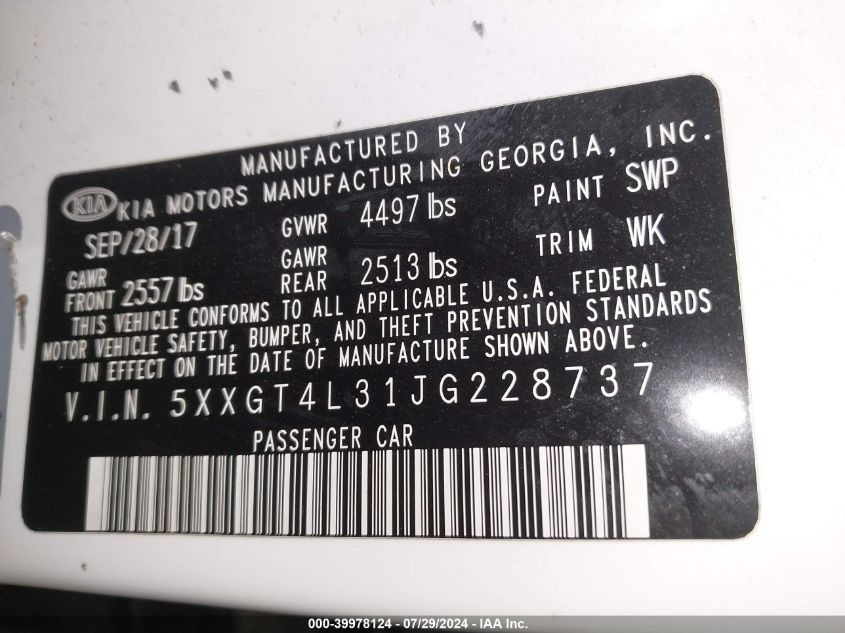 MANUFACTURED BY
KIA KIA MOTORS MANUFACTURING GEORGIA, INC.
SEP/28/17 GVWR 4497 lbs PAINT SWP
GAWR FRONT 2557 lbs GAWR REAR 2513 lbs TRIM WK
THIS VEHICLE CONFORMS TO ALL APPLICABLE U.S.A. FEDERAL
MOTOR VEHICLE SAFETY, BUMPER, AND THEFT PREVENTION STANDARDS
IN EFFECT ON THE DATE OF MANUFACTURE SHOWN ABOVE.
V.I.N. 5XXGT4L31JG228737
PASSENGER CAR
000-39978124 - 07/29/2024 - IAA Inc.